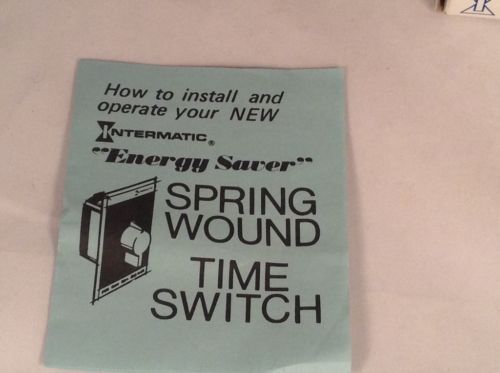 How to install and
operate your NEW
INTERMATIC®
"Energy Saver"
SPRING
WOUND
TIME
SWITCH